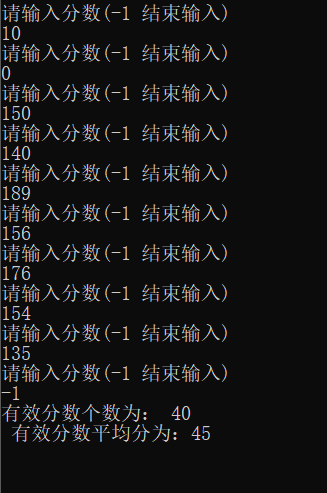 请输入分数(-1 结束输入)
10
请输入分数(-1 结束输入)
0
请输入分数(-1 结束输入)
150
请输入分数(-1 结束输入)
140
请输入分数(-1 结束输入)
189
请输入分数(-1 结束输入)
156
请输入分数(-1 结束输入)
176
请输入分数(-1 结束输入)
154
请输入分数(-1 结束输入)
135
请输入分数(-1 结束输入)
-1
有效分数个数为： 40
有效分数平均分为：45